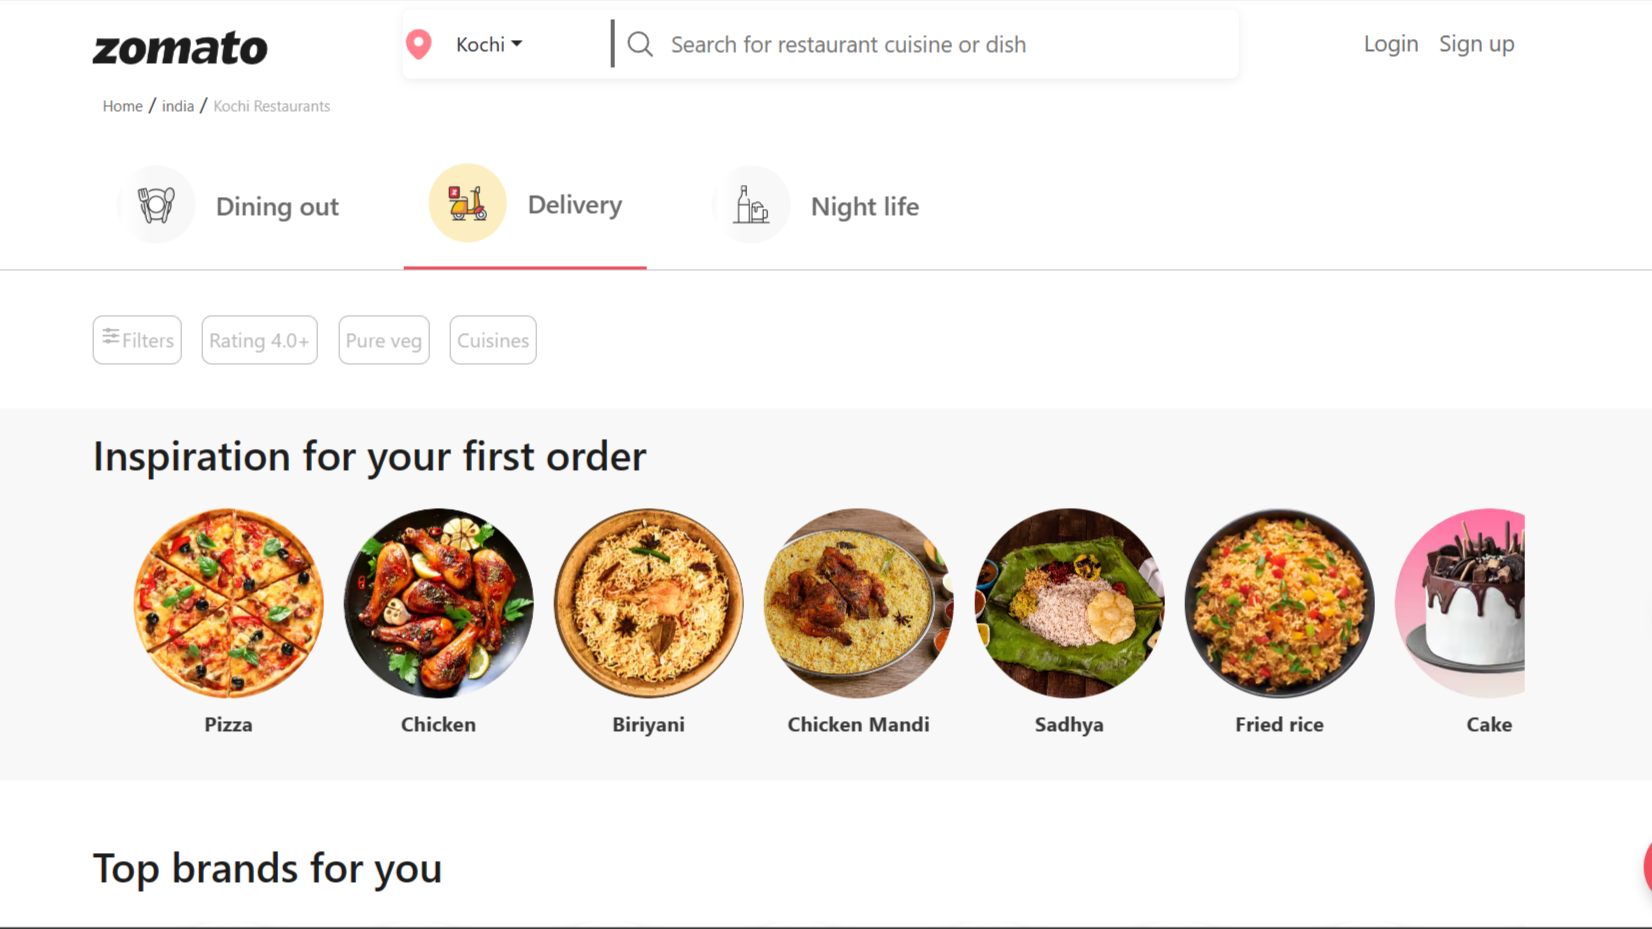 zomato
Kochi
Search for restaurant cuisine or dish
Login Sign up
Home / india / Kochi Restaurants
Dining out
Delivery
Night life
Filters
Rating 4.0+
Pure veg
Cuisines
Inspiration for your first order
Pizza
Chicken
Biriyani
Chicken Mandi
Sadhya
Fried rice
Cake
Top brands for you